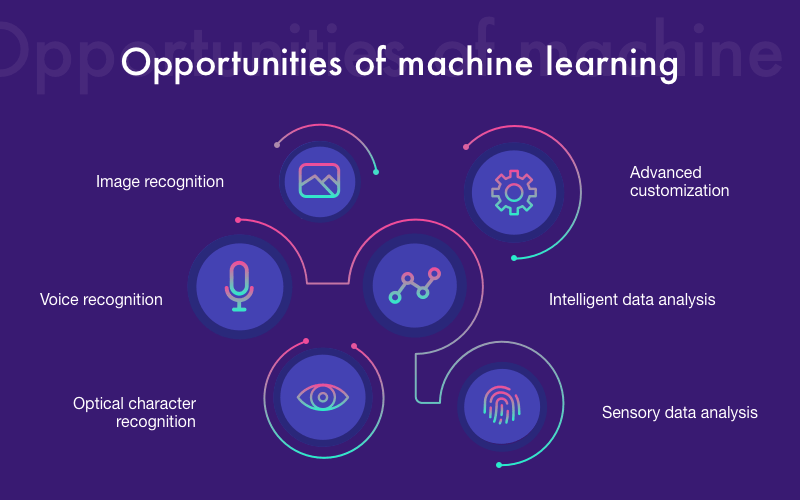 Opportunities of machine
Opportunities of machine learning
Image recognition
Advanced
customization
Voice recognition
Intelligent data analysis
Optical character
recognition
Sensory data analysis